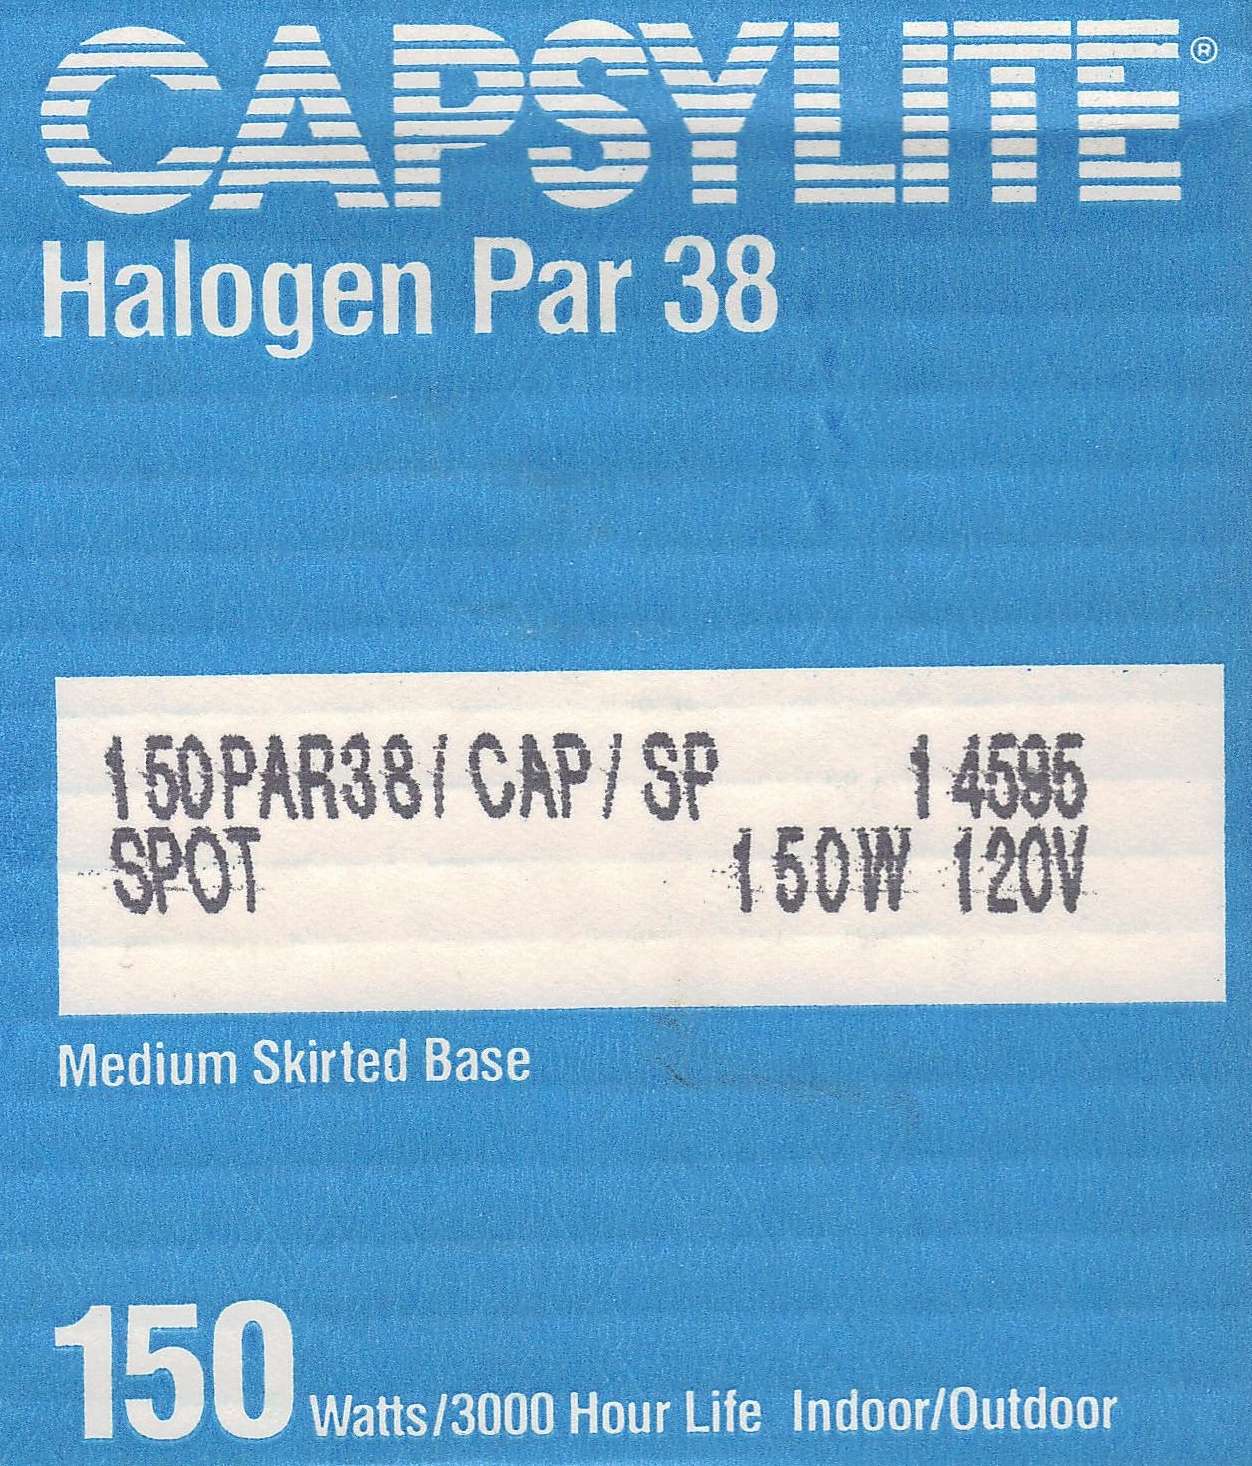 CAPSYLITE®
Halogen Par 38
150PAR38/CAP/SP 14595
SPOT 150W 120V
Medium Skirted Base
150 Watts/3000 Hour Life Indoor/Outdoor